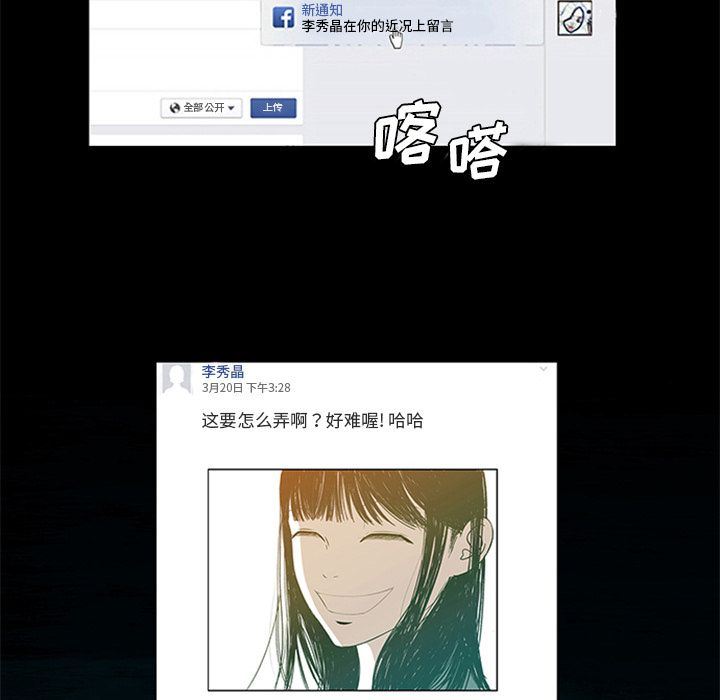 新通知
李秀晶在你的近况上留言
全部公开
上传
喀嗒
李秀晶
3月20日 下午3:28
这要怎么弄啊？好难喔! 哈哈